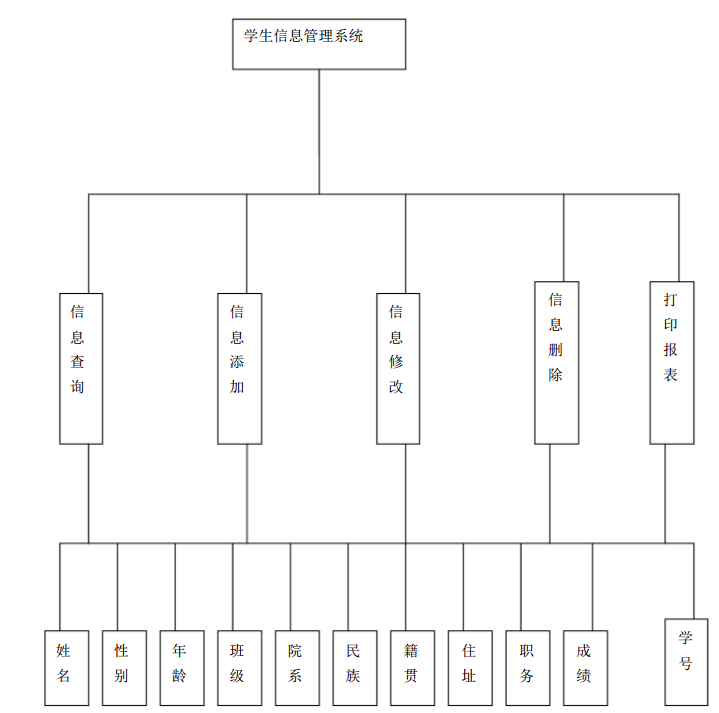 学生信息管理系统
信息查询
信息添加
信息修改
信息删除
打印报表
姓名
性别
年龄
班级
院系
民族
籍贯
住址
职务
成绩
学号